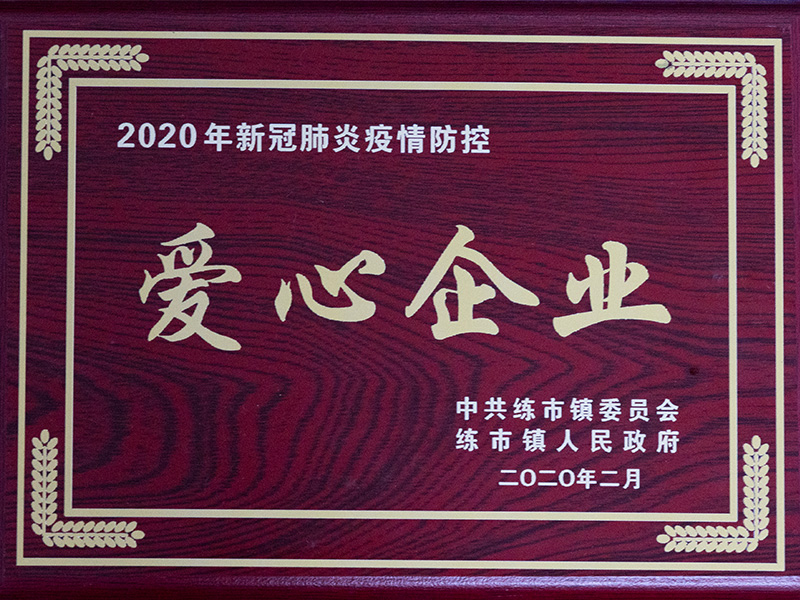 2020年新冠肺炎疫情防控
爱心企业
中共练市镇委员会
练市镇人民政府
二〇二〇年二月